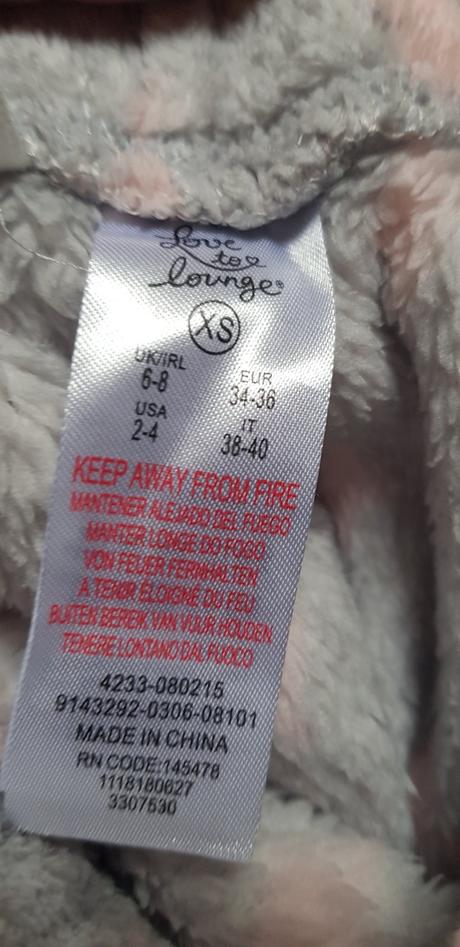 Love
to
lounge®
XS
UK/IRL EUR
6-8 34-36
USA IT
2-4 38-40
KEEP AWAY FROM FIRE
MANTENER ALEJADO DEL FUEGO
MANTER LONGE DO FOGO
VON FEUER FERNHALTEN
A TENIR ÉLOIGNÉ DU FEU
BUITEN BEREIK VAN VUUR HOUDEN
TENERE LONTANO DAL FUOCO
4233-080215
9143292-0306-08101
MADE IN CHINA
RN CODE:145478
1118180627
3307530